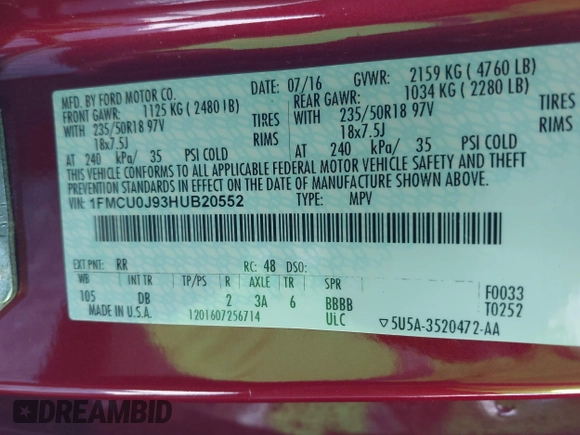 MFD. BY FORD MOTOR CO. DATE: 07/16 GVWR: 2159 KG ( 4760 LB)
FRONT GAWR: 1125 KG ( 2480 lB) REAR GAWR: 1034 KG ( 2280 LB)
WITH 235/50R18 97V TIRES WITH 235/50R18 97V TIRES
18x7.5J RIMS 18x7.5J RIMS
AT 240 kPa/ 35 PSI COLD AT 240 kPa/ 35 PSI COLD
THIS VEHICLE CONFORMS TO ALL APPLICABLE FEDERAL MOTOR VEHICLE SAFETY AND THEFT
PREVENTION STANDARDS IN EFFECT ON THE DATE OF MANUFACTURE SHOWN ABOVE.
VIN: 1FMCU0J93HUB20552 TYPE: MPV
EXT PNT: RR RC: 48 DSO:
WB INT TR TP/PS R AXLE TR SPR
105 DB 2 3A 6 BBBB F0033
MADE IN U.S.A. 1201607256714 ULC T0252
▽5U5A-3520472-AA
DREAMBID